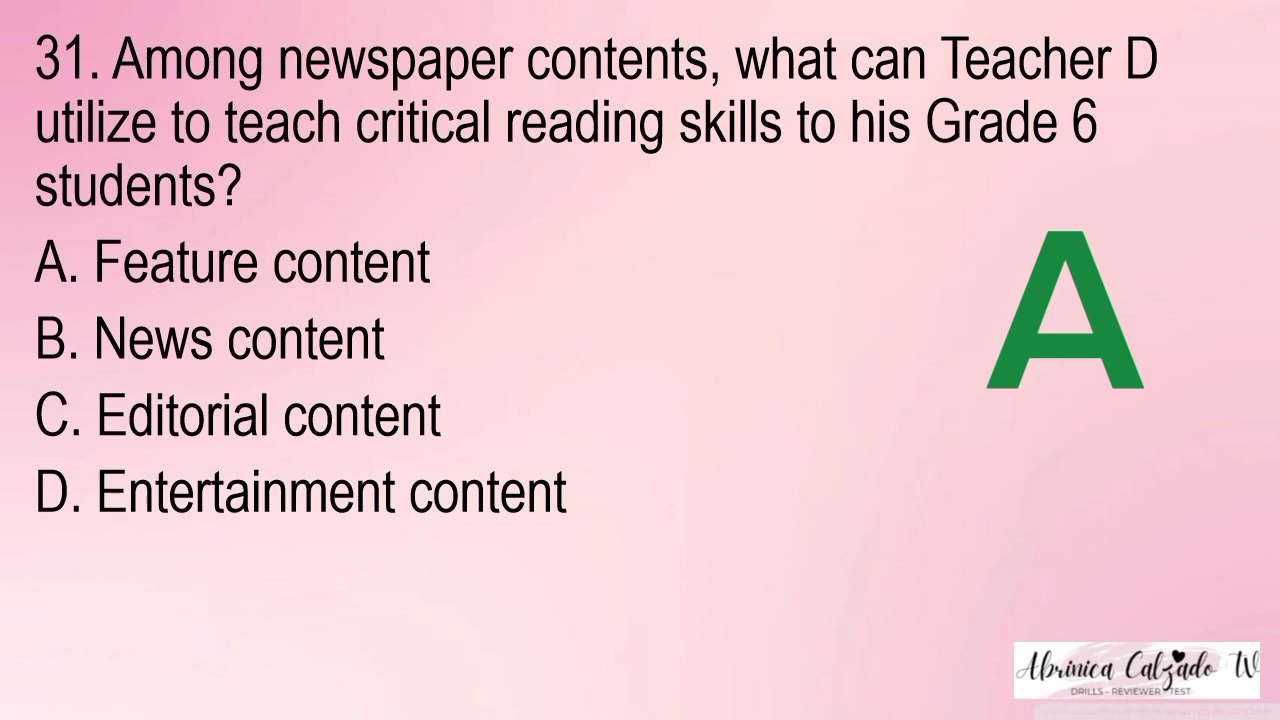 31. Among newspaper contents, what can Teacher D
utilize to teach critical reading skills to his Grade 6
students?
A. Feature content
B. News content
C. Editorial content
D. Entertainment content
A
Abrinica Calzado TV
DRILLS - REVIEWER - TEST